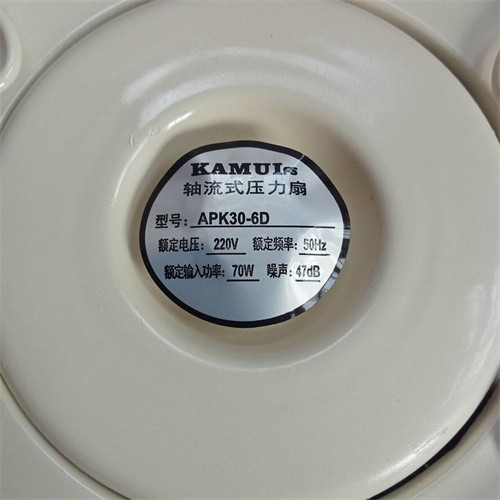 KAMUIFS
轴流式压力扇
型号: APK30-6D
额定电压: 220V 额定频率: 50Hz
额定输入功率: 70W 噪声: 47dB